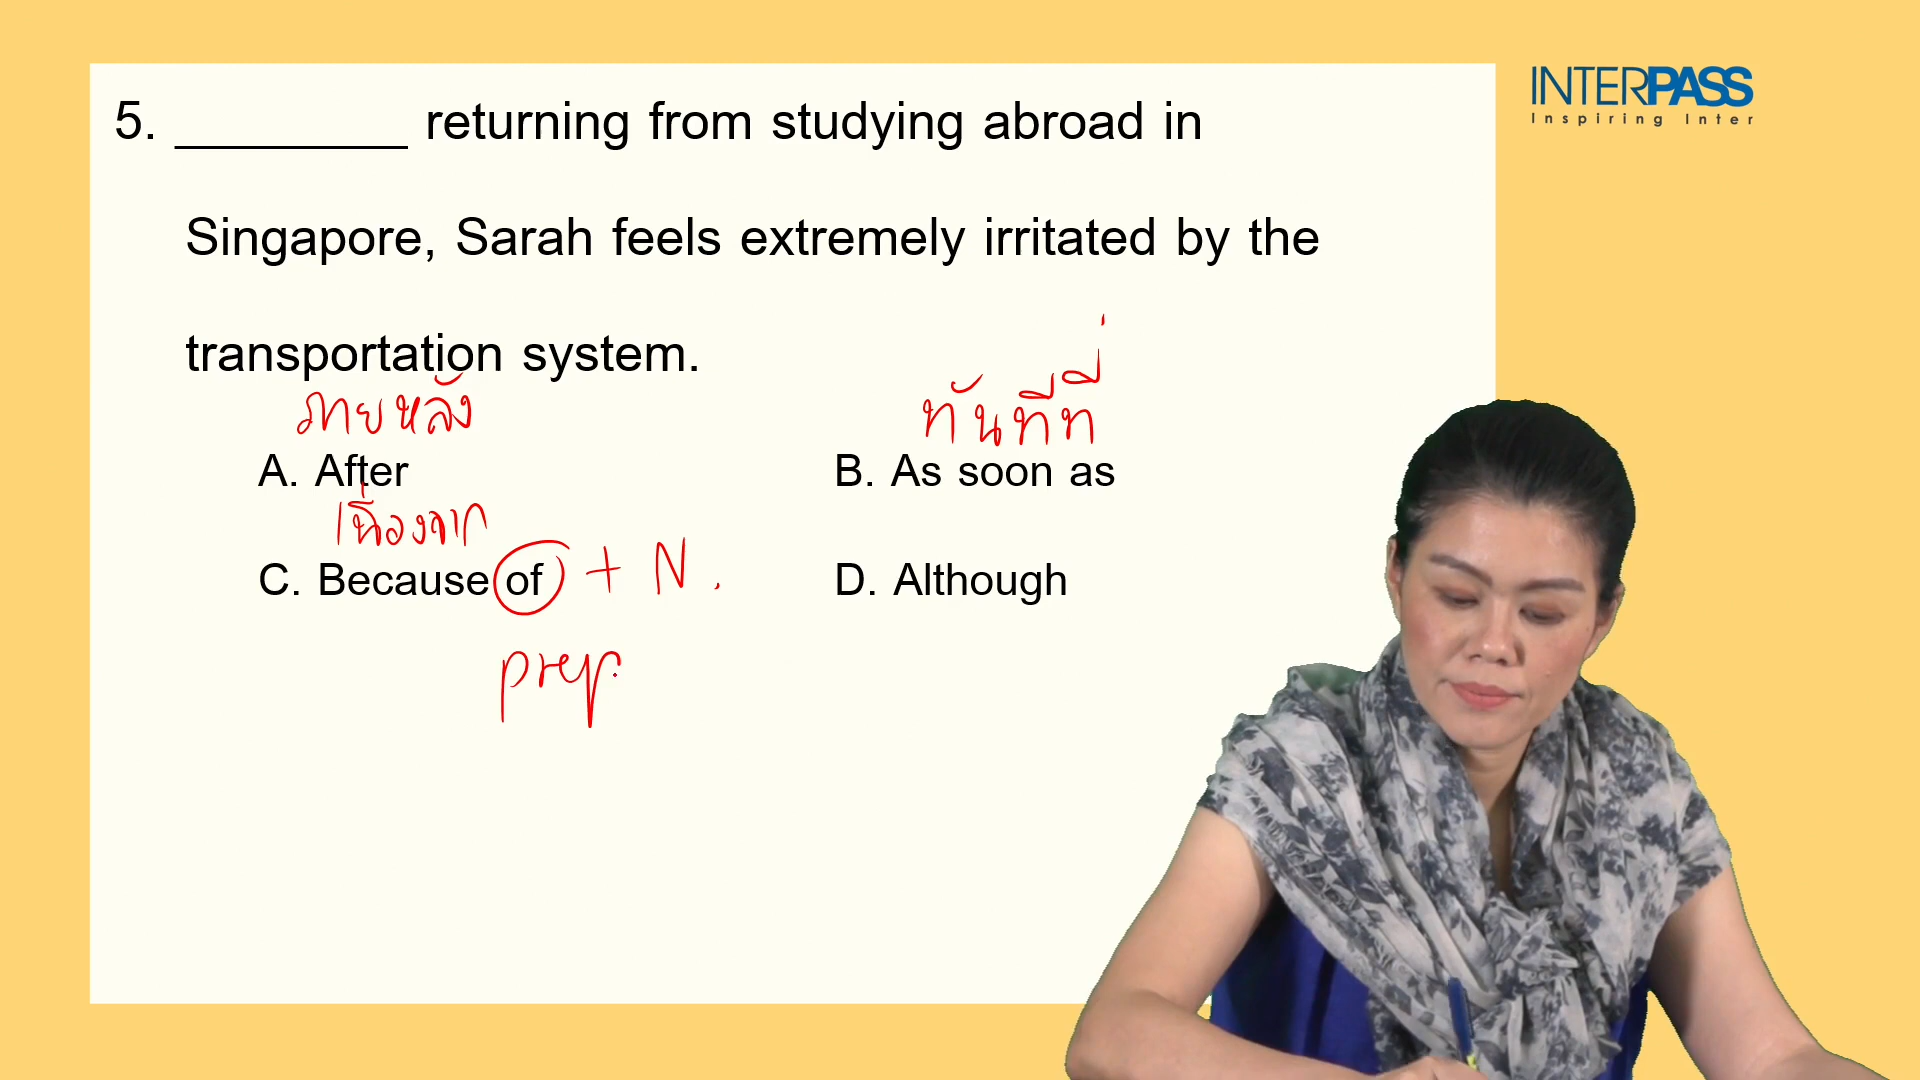 INTERPASS
Inspiring Inter
5. _________ returning from studying abroad in
Singapore, Sarah feels extremely irritated by the
transportation system.
ภายหลัง
ทันทีที่
A. After
B. As soon as
เนื่องจาก
C. Because of + N.
D. Although
prep.